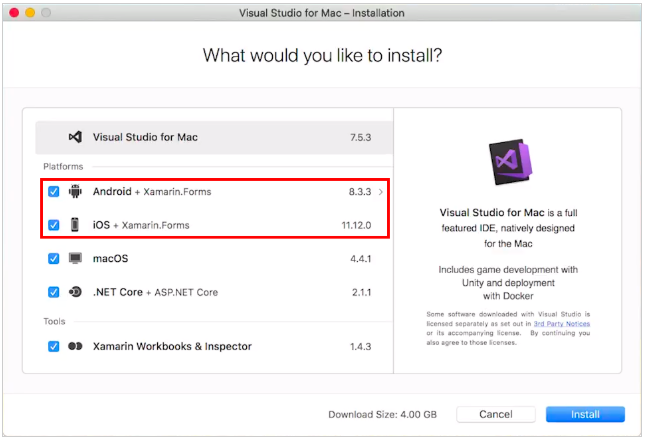 Visual Studio for Mac – Installation
What would you like to install?
Visual Studio for Mac 7.5.3
Platforms
Android + Xamarin.Forms 8.3.3 >
iOS + Xamarin.Forms 11.12.0
macOS 4.4.1
.NET Core + ASP.NET Core 2.1.1
Tools
Xamarin Workbooks & Inspector 1.4.3
Visual Studio for Mac is a full
featured IDE, natively designed
for the Mac
Includes game development with
Unity and deployment
with Docker
Some software downloaded with Visual Studio is
licensed separately as set out in 3rd Party Notices
or its accompanying license. By continuing you
also agree to those licenses.
Download Size: 4.00 GB Cancel Install